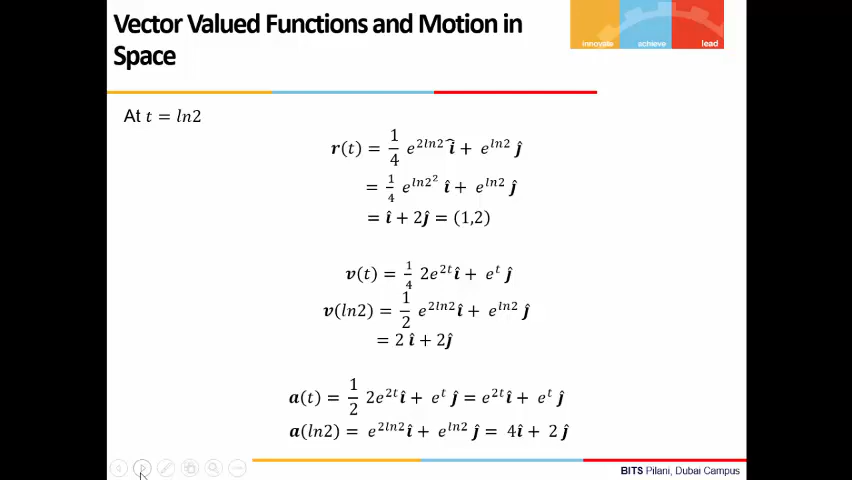 Vector Valued Functions and Motion in
Space
innovate achieve lead
At 𝑡 = 𝑙𝑛2
𝒓(𝑡) = 1/4 𝑒^{2𝑙𝑛2} 𝒊̂ + 𝑒^{𝑙𝑛2} 𝒋̂
= 1/4 𝑒^{𝑙𝑛2^2} 𝒊̂ + 𝑒^{𝑙𝑛2} 𝒋̂
= 𝒊̂ + 2𝒋̂ = (1,2)
𝒗(𝑡) = 1/4 2𝑒^{2𝑡}𝒊̂ + 𝑒^𝑡 𝒋̂
𝒗(𝑙𝑛2) = 1/2 𝑒^{2𝑙𝑛2}𝒊̂ + 𝑒^{𝑙𝑛2} 𝒋̂
= 2 𝒊̂ + 2𝒋̂
𝒂(𝑡) = 1/2 2𝑒^{2𝑡}𝒊̂ + 𝑒^𝑡 𝒋̂ = 𝑒^{2𝑡}𝒊̂ + 𝑒^𝑡 𝒋̂
𝒂(𝑙𝑛2) = 𝑒^{2𝑙𝑛2}𝒊̂ + 𝑒^{𝑙𝑛2} 𝒋̂ = 4𝒊̂ + 2 𝒋̂
BITS Pilani, Dubai Campus